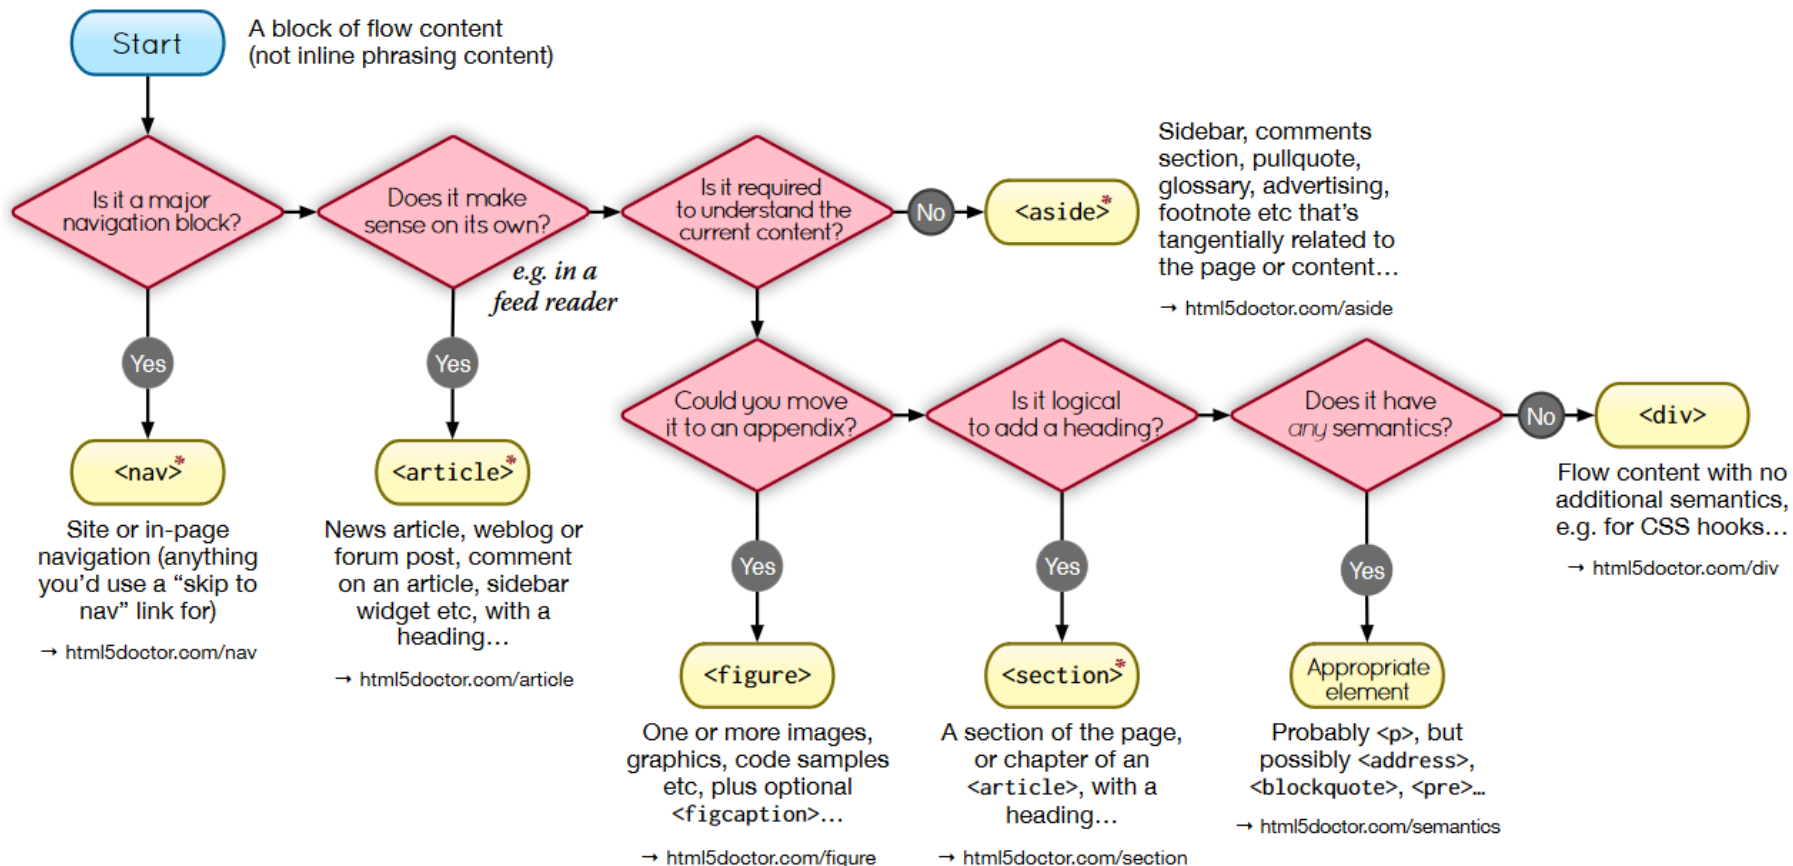 Start
A block of flow content
(not inline phrasing content)
Is it a major
navigation block?
Does it make
sense on its own?
e.g. in a
feed reader
Is it required
to understand the
current content?
No
<aside>*
Sidebar, comments
section, pullquote,
glossary, advertising,
footnote etc that’s
tangentially related to
the page or content…
→ html5doctor.com/aside
Yes
<nav>*
Site or in-page
navigation (anything
you’d use a “skip to
nav” link for)
→ html5doctor.com/nav
Yes
<article>*
News article, weblog or
forum post, comment
on an article, sidebar
widget etc, with a
heading…
→ html5doctor.com/article
Could you move
it to an appendix?
Is it logical
to add a heading?
Does it have
any semantics?
No
<div>
Flow content with no
additional semantics,
e.g. for CSS hooks…
→ html5doctor.com/div
Yes
<figure>
One or more images,
graphics, code samples
etc, plus optional
<figcaption>…
→ html5doctor.com/figure
Yes
<section>*
A section of the page,
or chapter of an
<article>, with a
heading…
→ html5doctor.com/section
Yes
Appropriate
element
Probably <p>, but
possibly <address>,
<blockquote>, <pre>…
→ html5doctor.com/semantics